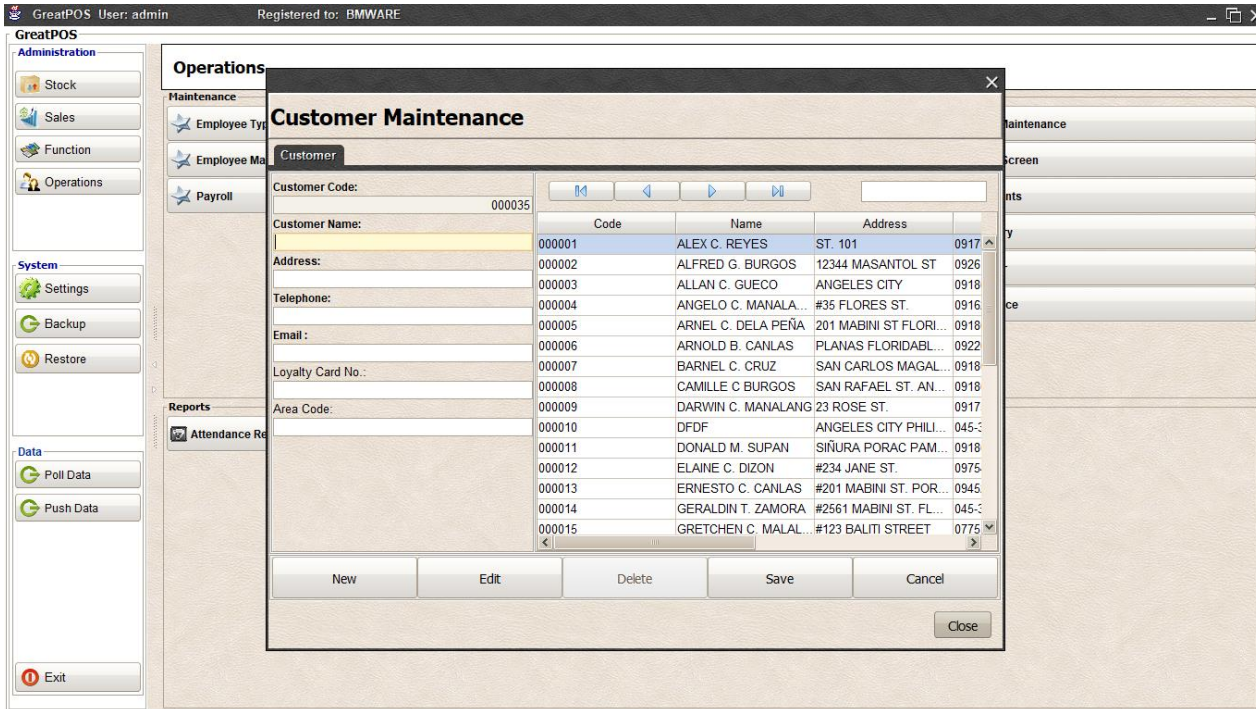 GreatPOS User: admin Registered to: BMWARE
GreatPOS
Administration
Stock
Sales
Function
Operations
System
Settings
Backup
Restore
Data
Poll Data
Push Data
Exit
Operations
Maintenance
Employee Typ
Employee Ma
Payroll
Reports
Attendance Re
Customer Maintenance
Customer
Customer Code:
000035
Customer Name:
Address:
Telephone:
Email :
Loyalty Card No.:
Area Code:
Code Name Address
000001 ALEX C. REYES ST. 101 0917
000002 ALFRED G. BURGOS 12344 MASANTOL ST 0926
000003 ALLAN C. GUECO ANGELES CITY 0918
000004 ANGELO C. MANALA... #35 FLORES ST. 0916
000005 ARNEL C. DELA PEÑA 201 MABINI ST FLORI... 0918
000006 ARNOLD B. CANLAS PLANAS FLORIDABL... 0922
000007 BARNEL C. CRUZ SAN CARLOS MAGAL... 0918
000008 CAMILLE C BURGOS SAN RAFAEL ST. AN... 0918
000009 DARWIN C. MANALANG 23 ROSE ST. 0917
000010 DFDF ANGELES CITY PHILI... 045-3
000011 DONALD M. SUPAN SIÑURA PORAC PAM... 0918
000012 ELAINE C. DIZON #234 JANE ST. 0975
000013 ERNESTO C. CANLAS #201 MABINI ST. POR... 0945
000014 GERALDIN T. ZAMORA #2561 MABINI ST. FL... 045-3
000015 GRETCHEN C. MALAL... #123 BALITI STREET 0775
New Edit Delete Save Cancel
Close
Maintenance
Screen
nts
ry
ce